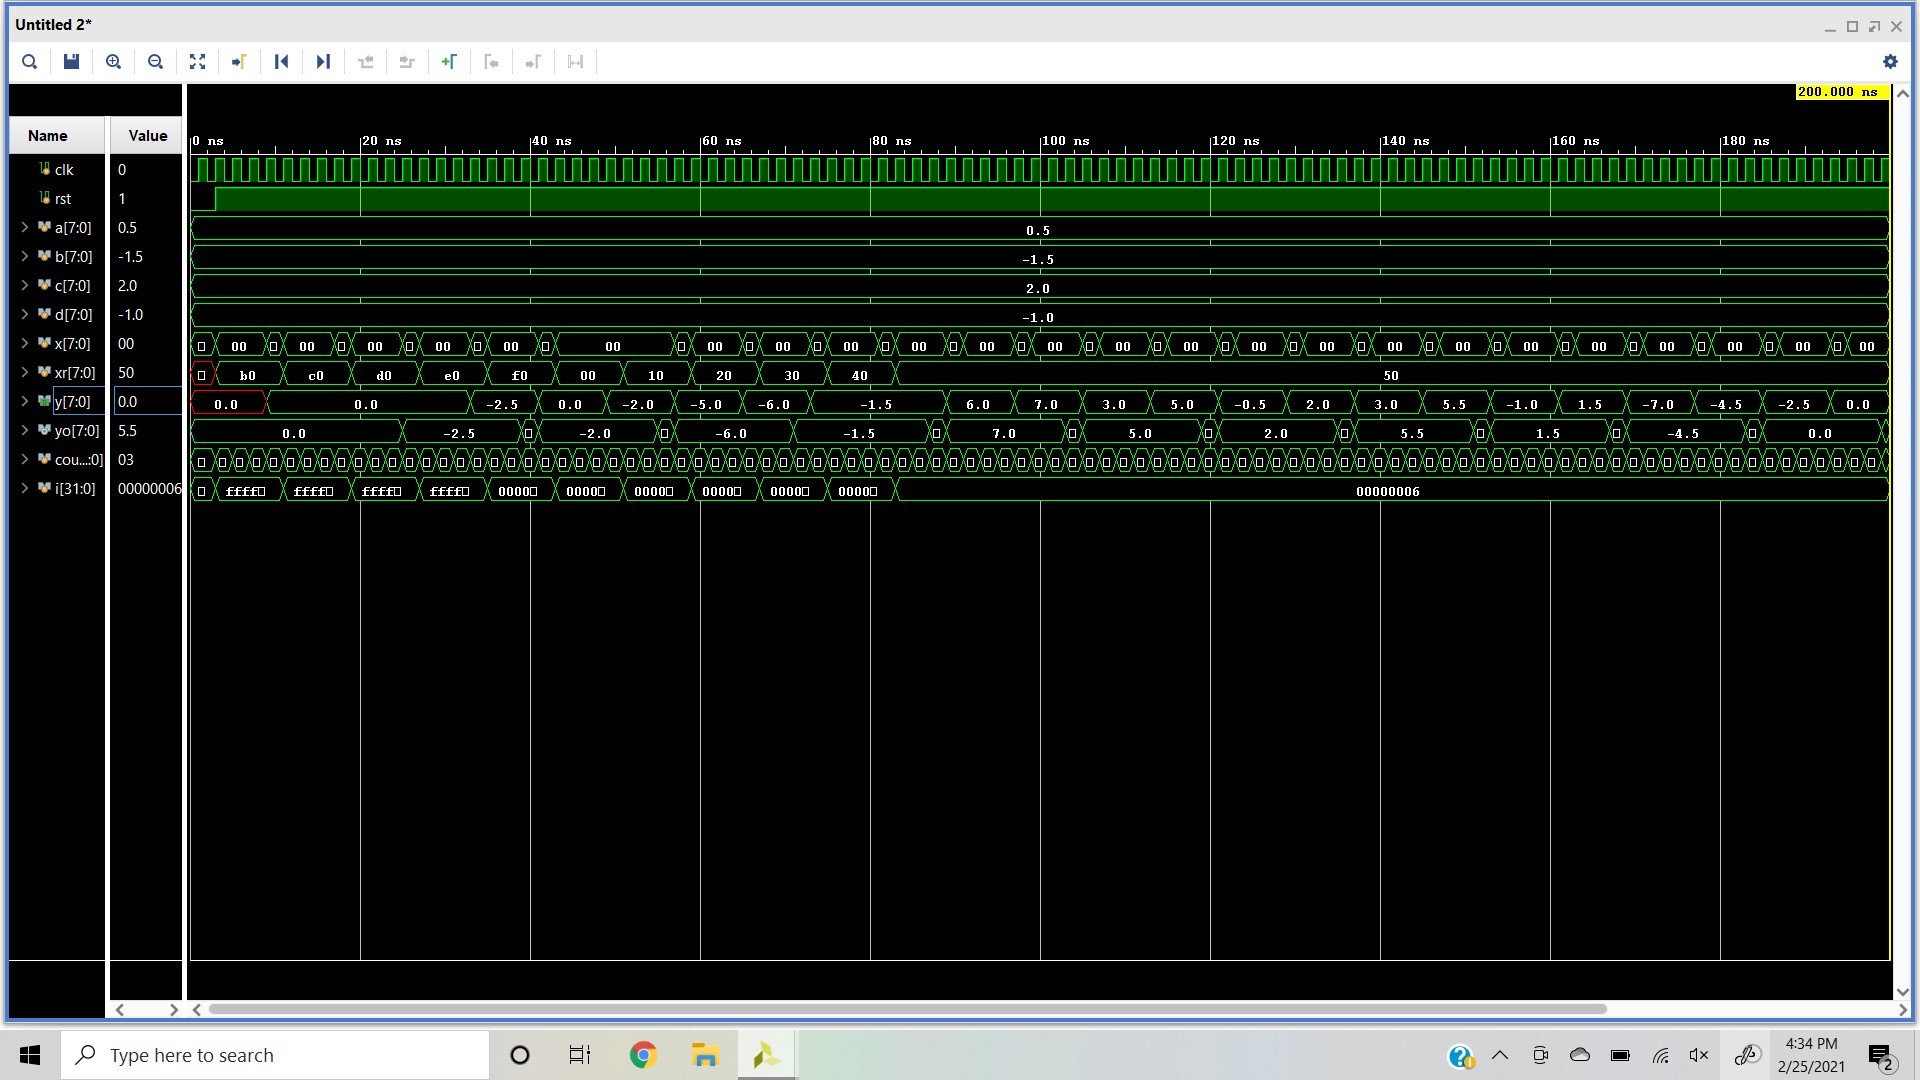 Untitled 2*
200.000 ns
Name Value
0 ns 20 ns 40 ns 60 ns 80 ns 100 ns 120 ns 140 ns 160 ns 180 ns
clk 0
rst 1
a[7:0] 0.5 0.5
b[7:0] -1.5 -1.5
c[7:0] 2.0 2.0
d[7:0] -1.0 -1.0
x[7:0] 00 00 00 00 00 00 00 00 00 00 00 00 00 00 00 00 00 00 00 00 00 00 00 00 00
xr[7:0] 50 b0 c0 d0 e0 f0 00 10 20 30 40 50
y[7:0] 0.0 0.0 0.0 -2.5 0.0 -2.0 -5.0 -6.0 -1.5 6.0 7.0 3.0 5.0 -0.5 2.0 3.0 5.5 -1.0 1.5 -7.0 -4.5 -2.5 0.0
yo[7:0] 5.5 0.0 -2.5 -2.0 -6.0 -1.5 7.0 5.0 2.0 5.5 1.5 -4.5 0.0
cou...:0] 03
i[31:0] 00000006 ffff ffff ffff ffff 0000 0000 0000 0000 0000 0000 00000006
Type here to search
4:34 PM
2/25/2021
2